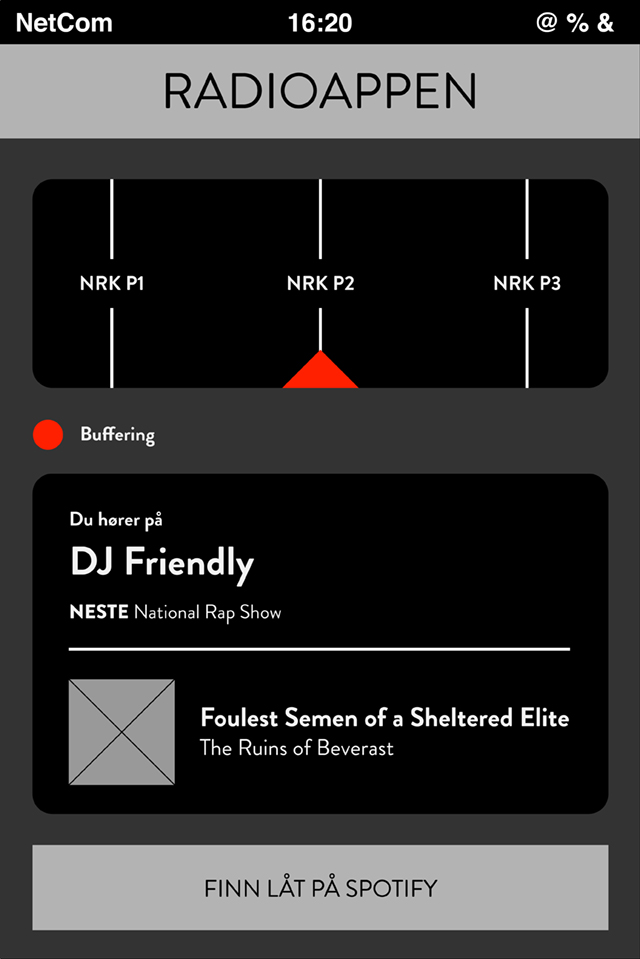 NetCom 16:20 @ % &
RADIOAPPEN
NRK P1 NRK P2 NRK P3
Buffering
Du hører på
DJ Friendly
NESTE National Rap Show
Foulest Semen of a Sheltered Elite
The Ruins of Beverast
FINN LÅT PÅ SPOTIFY